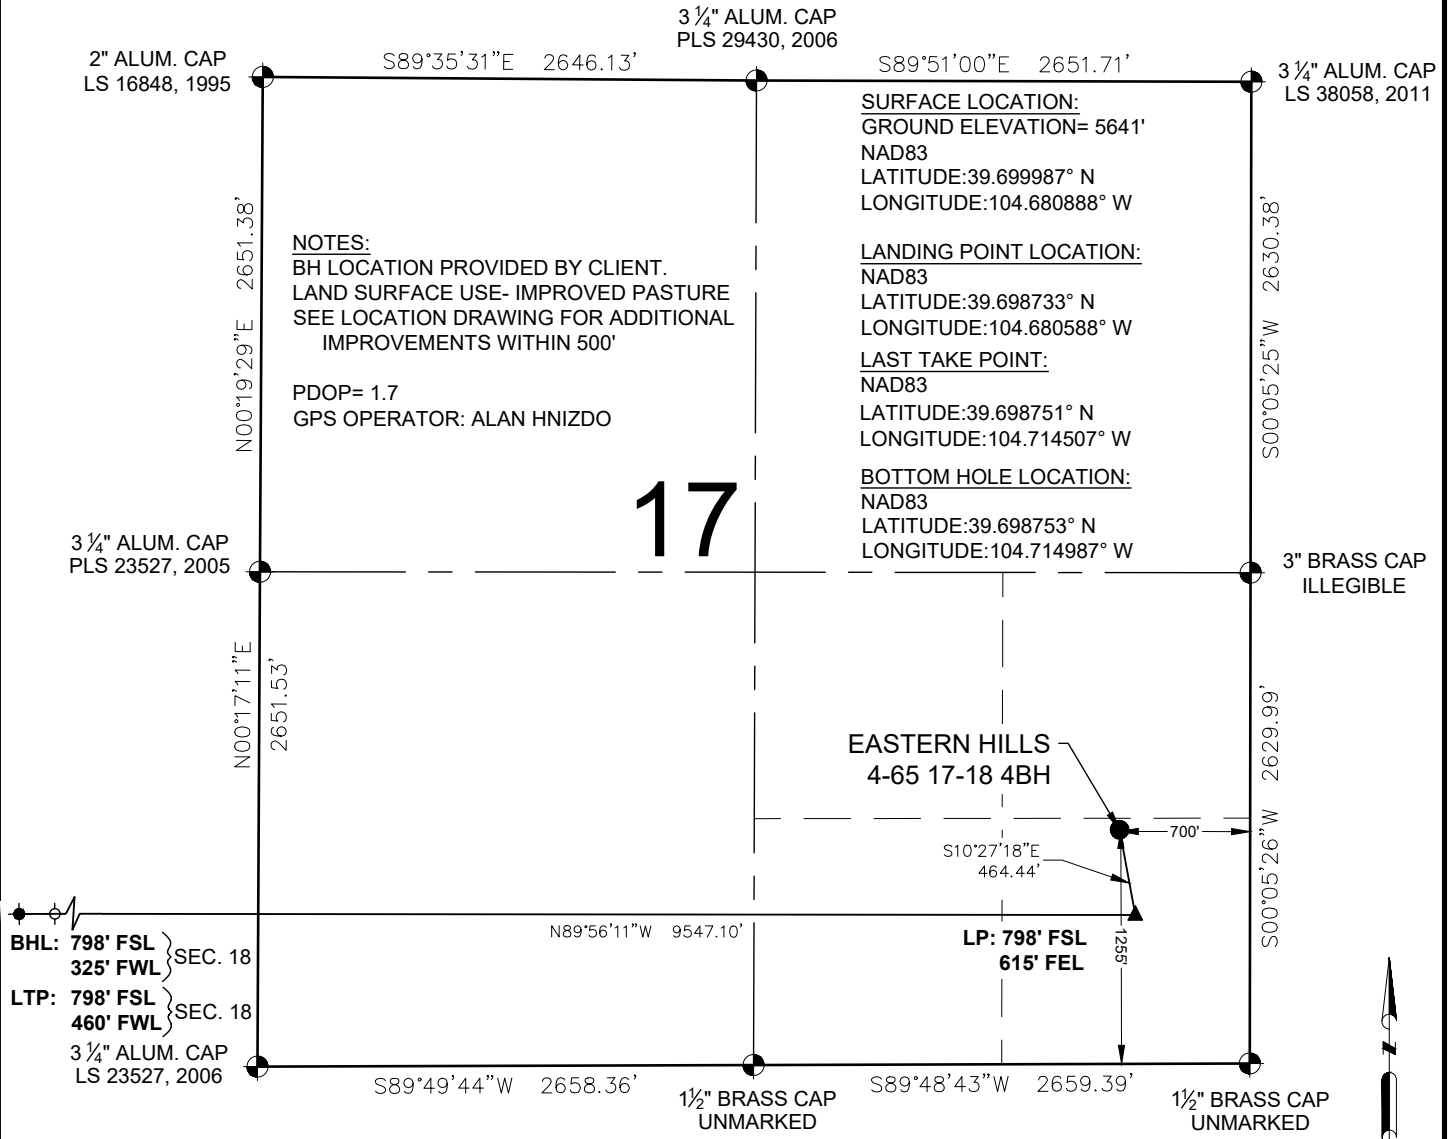 3 ¼" ALUM. CAP
PLS 29430, 2006
2" ALUM. CAP
LS 16848, 1995
S89°35'31"E 2646.13'
S89°51'00"E 2651.71'
3 ¼" ALUM. CAP
LS 38058, 2011
SURFACE LOCATION:
GROUND ELEVATION= 5641'
NAD83
LATITUDE:39.699987° N
LONGITUDE:104.680888° W
LANDING POINT LOCATION:
NAD83
LATITUDE:39.698733° N
LONGITUDE:104.680588° W
LAST TAKE POINT:
NAD83
LATITUDE:39.698751° N
LONGITUDE:104.714507° W
BOTTOM HOLE LOCATION:
NAD83
LATITUDE:39.698753° N
LONGITUDE:104.714987° W
N00°19'29"E 2651.38'
NOTES:
BH LOCATION PROVIDED BY CLIENT.
LAND SURFACE USE- IMPROVED PASTURE
SEE LOCATION DRAWING FOR ADDITIONAL
IMPROVEMENTS WITHIN 500'
PDOP= 1.7
GPS OPERATOR: ALAN HNIZDO
S00°05'25"W 2630.38'
17
3 ¼" ALUM. CAP
PLS 23527, 2005
3" BRASS CAP
ILLEGIBLE
N00°17'11"E
2651.53'
EASTERN HILLS
4-65 17-18 4BH
S00°05'26"W 2629.99'
700'
S10°27'18"E
464.44'
N89°56'11"W 9547.10'
LP: 798' FSL
615' FEL
1255'
BHL: 798' FSL
325' FWL
SEC. 18
LTP: 798' FSL
460' FWL
SEC. 18
3 ¼" ALUM. CAP
LS 23527, 2006
S89°49'44"W 2658.36'
1½" BRASS CAP
UNMARKED
S89°48'43"W 2659.39'
1½" BRASS CAP
UNMARKED
N